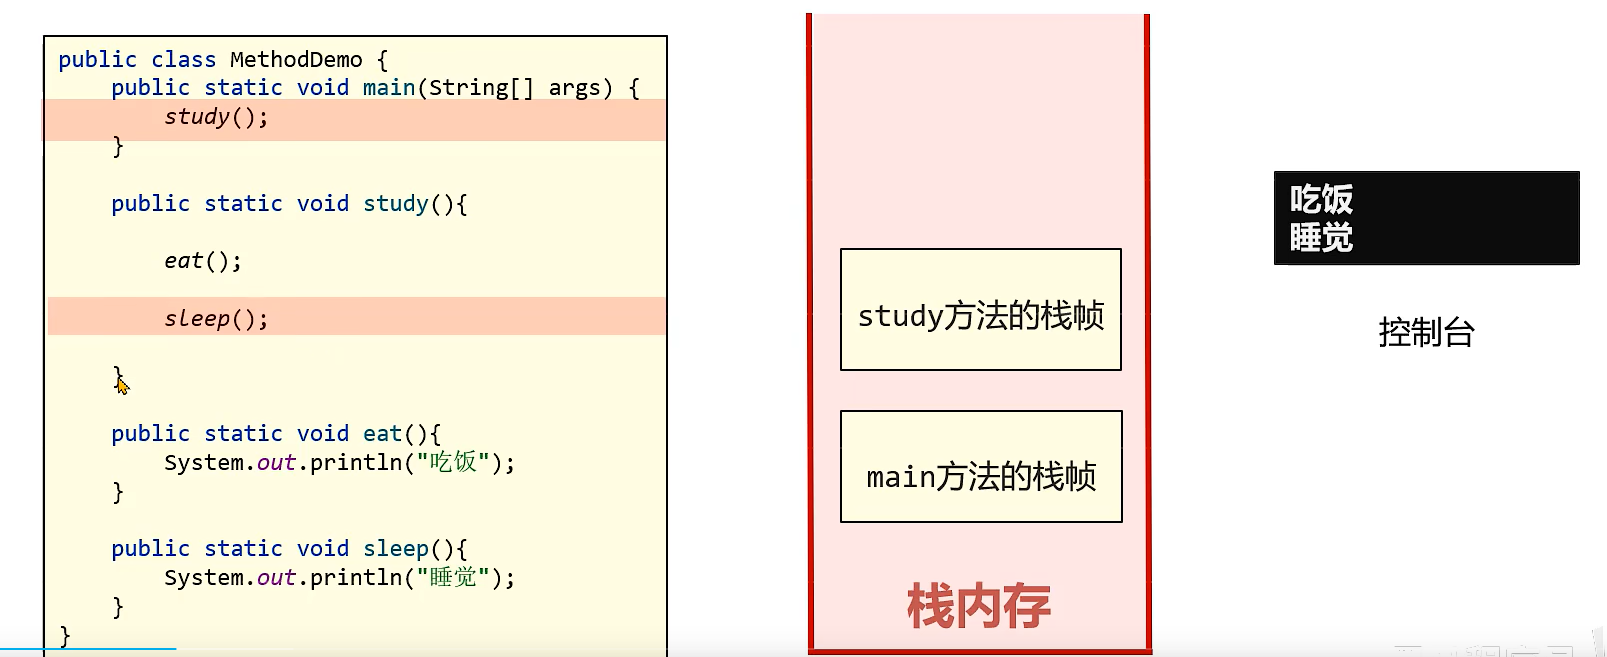 public class MethodDemo {
    public static void main(String[] args) {
        study();
    }
    public static void study(){
        eat();
        sleep();
    }
    public static void eat(){
        System.out.println("吃饭");
    }
    public static void sleep(){
        System.out.println("睡觉");
    }
}
study方法的栈帧
main方法的栈帧
栈内存
吃饭
睡觉
控制台